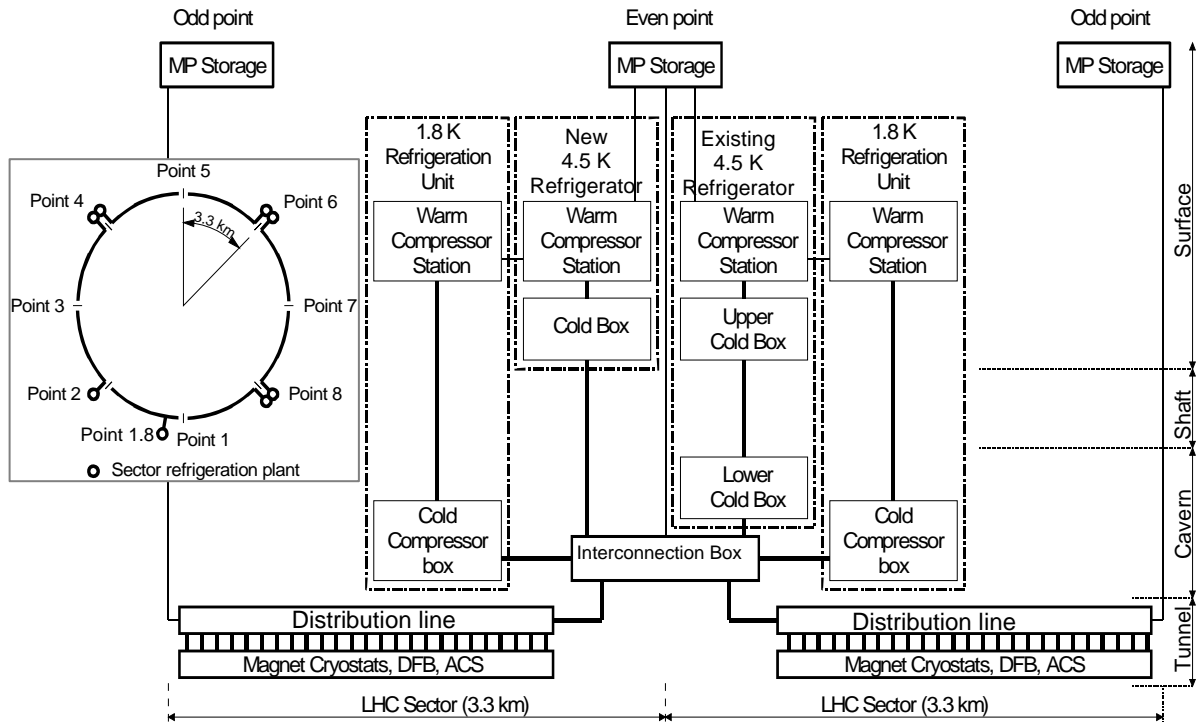 Odd point
Even point
Odd point
MP Storage
MP Storage
MP Storage
1.8 K
Refrigeration
Unit
New
4.5 K
Refrigerator
Existing
4.5 K
Refrigerator
1.8 K
Refrigeration
Unit
Warm
Compressor
Station
Warm
Compressor
Station
Warm
Compressor
Station
Warm
Compressor
Station
Cold Box
Upper
Cold Box
Lower
Cold Box
Cold
Compressor
box
Interconnection Box
Cold
Compressor
box
Point 5
Point 4
Point 6
3.3 km
Point 3
Point 7
Point 2
Point 8
Point 1.8
Point 1
Sector refrigeration plant
Distribution line
Magnet Cryostats, DFB, ACS
Distribution line
Magnet Cryostats, DFB, ACS
LHC Sector (3.3 km)
LHC Sector (3.3 km)
Surface
Shaft
Cavern
Tunnel